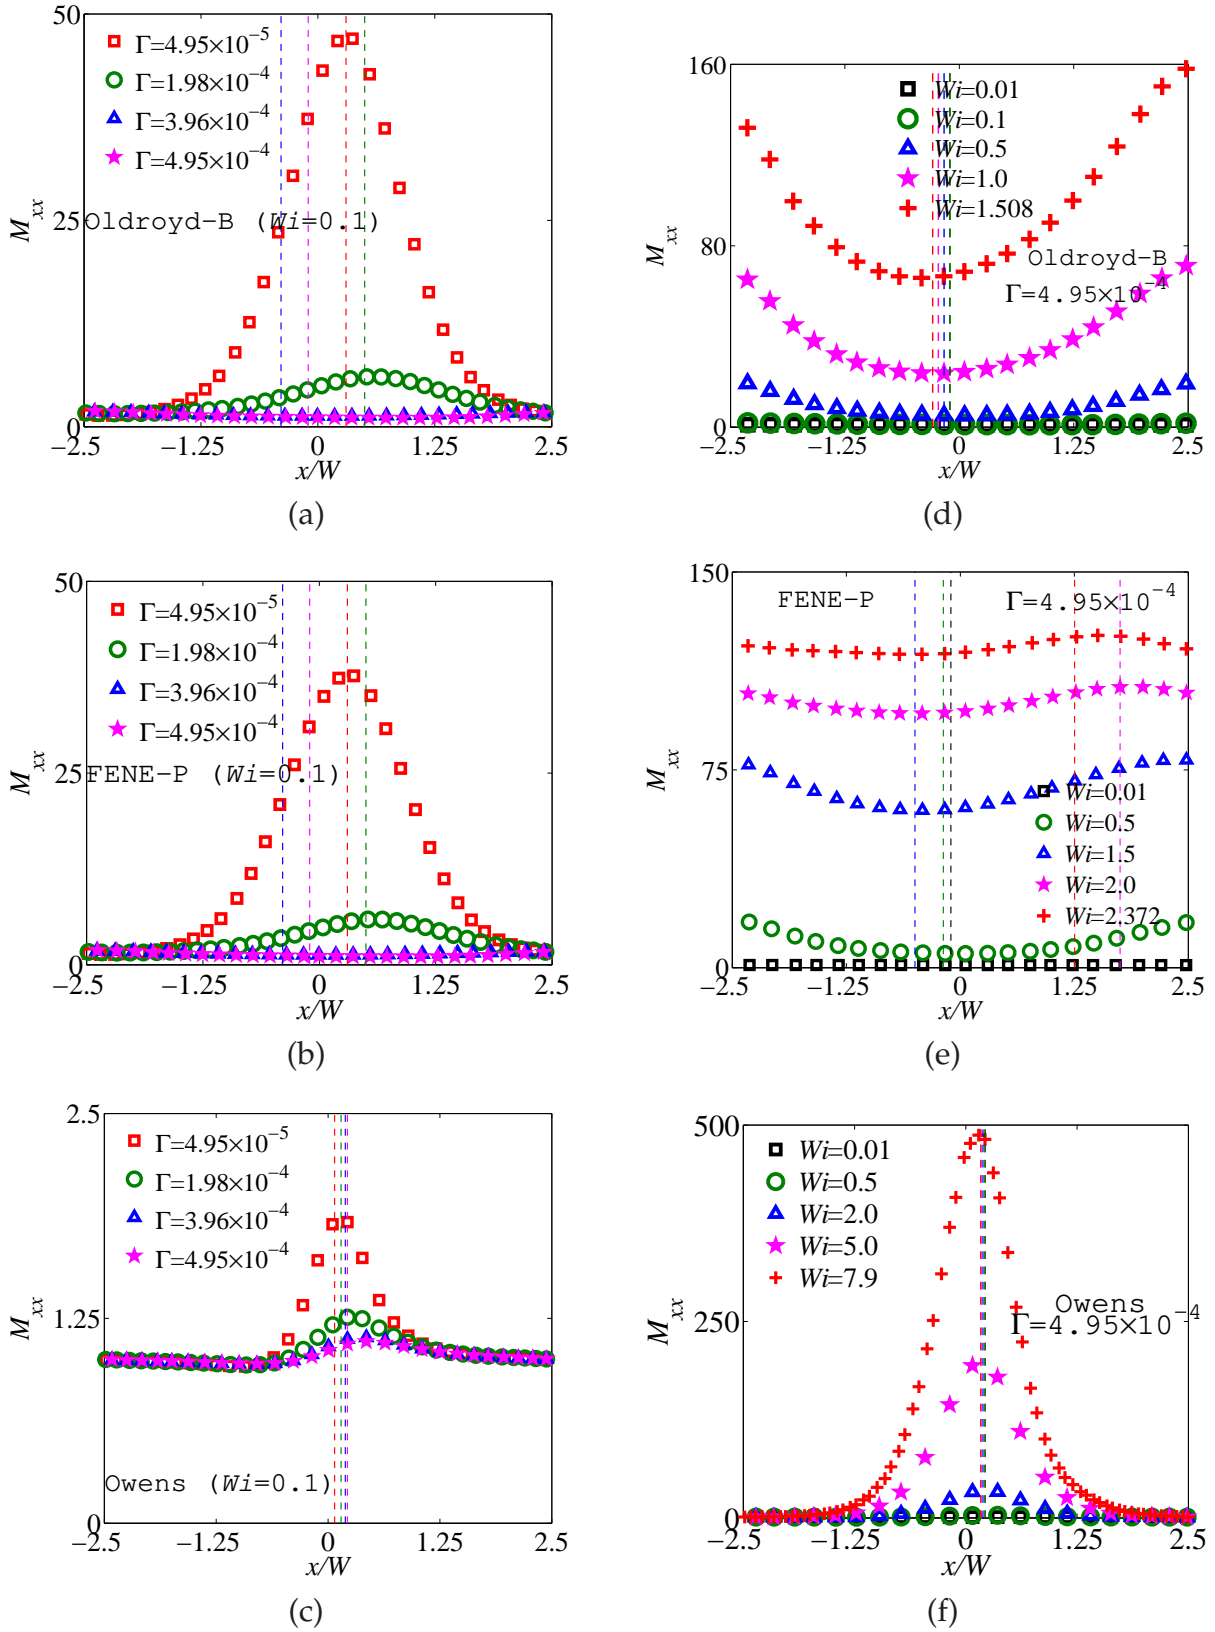 50
25
0
M_xx
Γ=4.95×10⁻⁵
Γ=1.98×10⁻⁴
Γ=3.96×10⁻⁴
Γ=4.95×10⁻⁴
Oldroyd-B (Wi=0.1)
−2.5 −1.25 0 1.25 2.5
x/W
(a)
160
80
0
M_xx
Wi=0.01
Wi=0.1
Wi=0.5
Wi=1.0
Wi=1.508
Oldroyd-B
Γ=4.95×10⁻⁴
−2.5 −1.25 0 1.25 2.5
x/W
(d)
50
25
0
M_xx
Γ=4.95×10⁻⁵
Γ=1.98×10⁻⁴
Γ=3.96×10⁻⁴
Γ=4.95×10⁻⁴
FENE-P (Wi=0.1)
−2.5 −1.25 0 1.25 2.5
x/W
(b)
150
75
0
M_xx
FENE-P Γ=4.95×10⁻⁴
Wi=0.01
Wi=0.5
Wi=1.5
Wi=2.0
Wi=2.372
−2.5 −1.25 0 1.25 2.5
x/W
(e)
2.5
1.25
0
M_xx
Γ=4.95×10⁻⁵
Γ=1.98×10⁻⁴
Γ=3.96×10⁻⁴
Γ=4.95×10⁻⁴
Owens (Wi=0.1)
−2.5 −1.25 0 1.25 2.5
x/W
(c)
500
250
0
M_xx
Wi=0.01
Wi=0.5
Wi=2.0
Wi=5.0
Wi=7.9
Owens
Γ=4.95×10⁻⁴
−2.5 −1.25 0 1.25 2.5
x/W
(f)